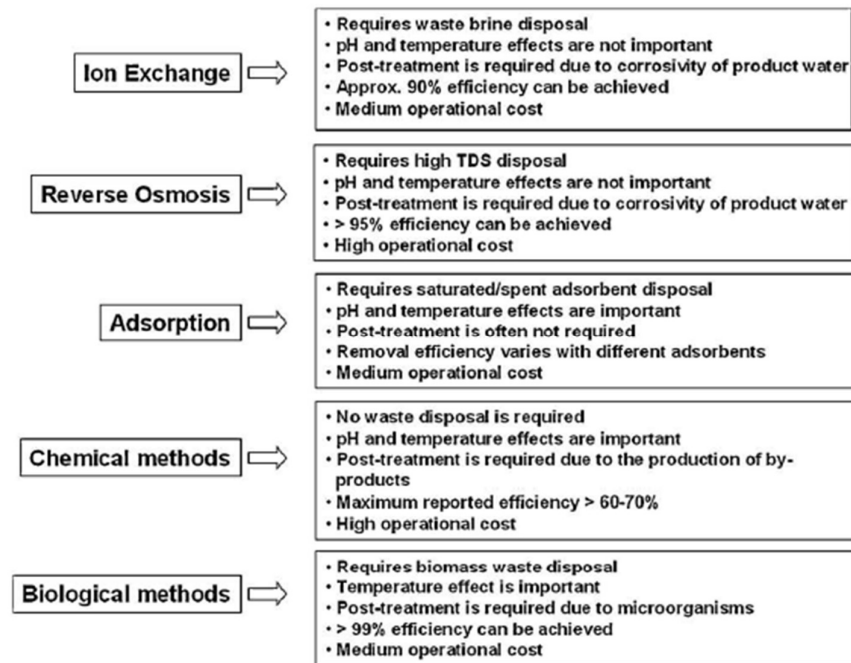 Ion Exchange
• Requires waste brine disposal
• pH and temperature effects are not important
• Post-treatment is required due to corrosivity of product water
• Approx. 90% efficiency can be achieved
• Medium operational cost
Reverse Osmosis
• Requires high TDS disposal
• pH and temperature effects are not important
• Post-treatment is required due to corrosivity of product water
• > 95% efficiency can be achieved
• High operational cost
Adsorption
• Requires saturated/spent adsorbent disposal
• pH and temperature effects are important
• Post-treatment is often not required
• Removal efficiency varies with different adsorbents
• Medium operational cost
Chemical methods
• No waste disposal is required
• pH and temperature effects are important
• Post-treatment is required due to the production of by-
products
• Maximum reported efficiency > 60-70%
• High operational cost
Biological methods
• Requires biomass waste disposal
• Temperature effect is important
• Post-treatment is required due to microorganisms
• > 99% efficiency can be achieved
• Medium operational cost